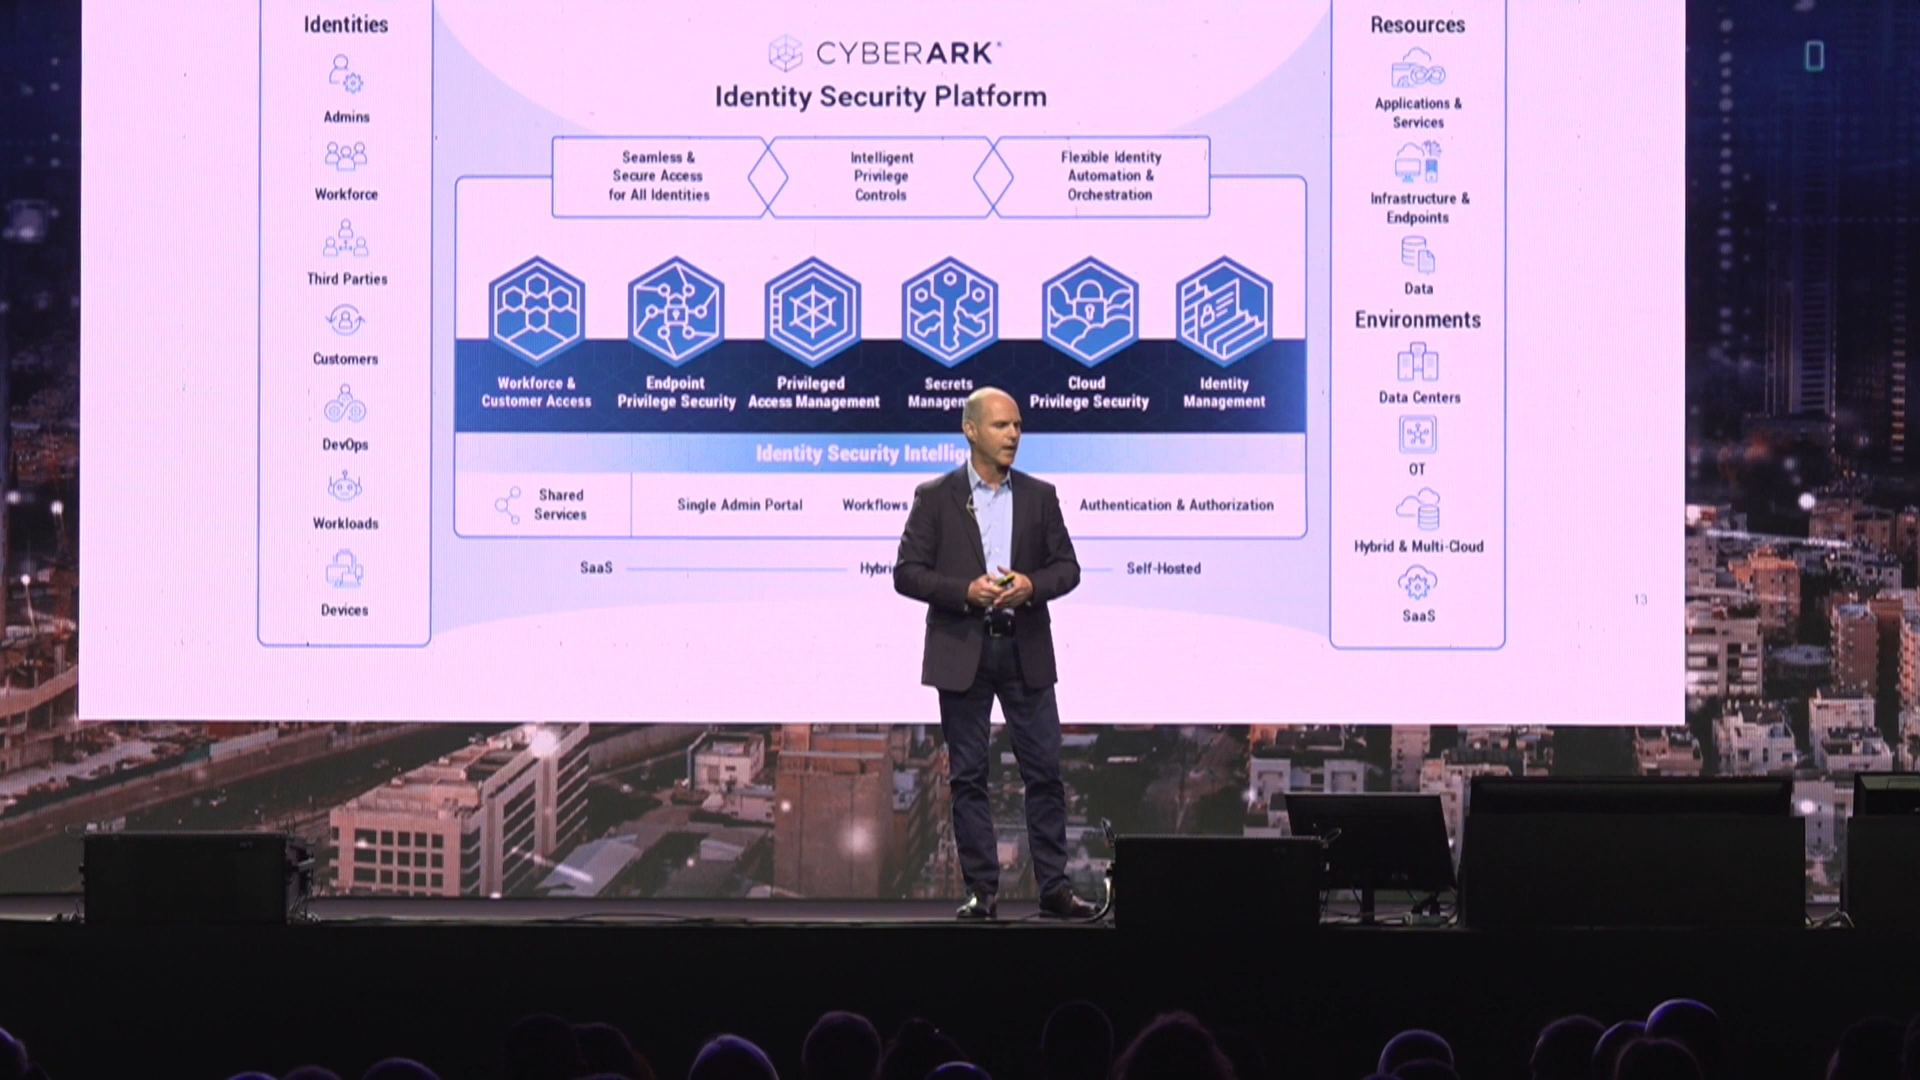 Identities
Admins
Workforce
Third Parties
Customers
DevOps
Workloads
Devices
CYBERARK®
Identity Security Platform
Seamless &
Secure Access
for All Identities
Intelligent
Privilege
Controls
Flexible Identity
Automation &
Orchestration
Workforce &
Customer Access
Endpoint
Privilege Security
Privileged
Access Management
Secrets
Cloud
Privilege Security
Identity
Management
Identity Security
Shared
Services
Single Admin Portal
Workflows
Authentication & Authorization
SaaS
Self-Hosted
Resources
Applications &
Services
Infrastructure &
Endpoints
Data
Environments
Data Centers
OT
Hybrid & Multi-Cloud
SaaS
13